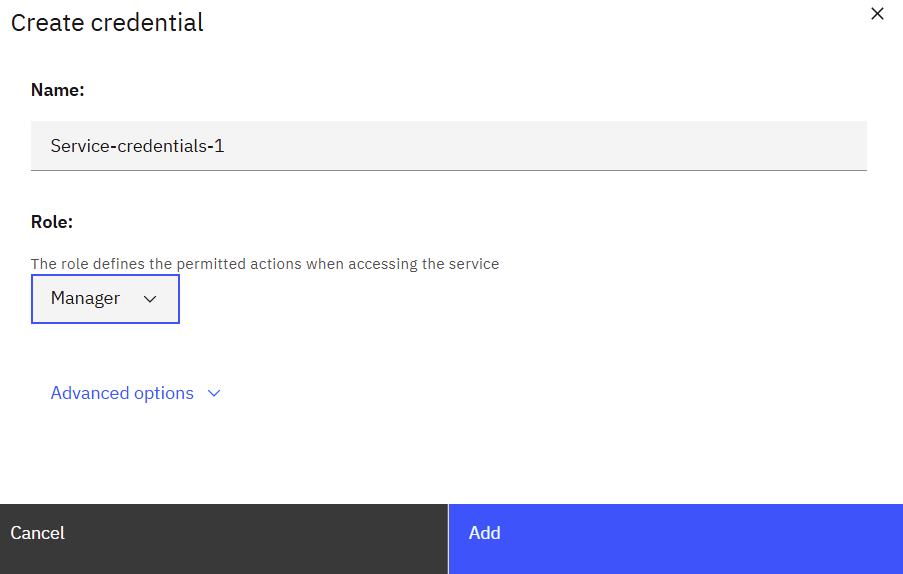 Create credential
Name:
Service-credentials-1
Role:
The role defines the permitted actions when accessing the service
Manager
Advanced options
Cancel
Add